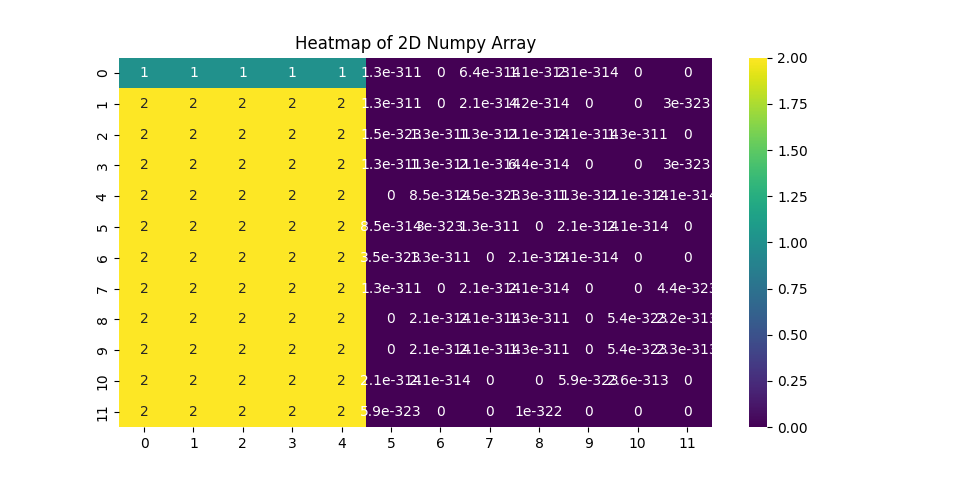 Heatmap of 2D Numpy Array
0 1 1 1 1 1 1.3e-311 0 6.4e-314 1.1e-313 2.1e-314 0 0
1 2 2 2 2 2 1.3e-311 0 2.1e-314 4.2e-314 0 0 3e-323
2 2 2 2 2 2 1.5e-323 1.3e-311 1.3e-311 2.1e-314 2.1e-314 1.3e-311 0
3 2 2 2 2 2 1.3e-311 1.3e-311 2.1e-314 6.4e-314 0 0 3e-323
4 2 2 2 2 2 0 8.5e-314 2.5e-323 1.3e-311 1.3e-311 2.1e-314 2.1e-314
5 2 2 2 2 2 8.5e-314 3e-323 1.3e-311 0 2.1e-314 2.1e-314 0
6 2 2 2 2 2 3.5e-323 1.3e-311 0 2.1e-314 2.1e-314 0 0
7 2 2 2 2 2 1.3e-311 0 2.1e-314 2.1e-314 0 0 4.4e-323
8 2 2 2 2 2 0 2.1e-314 2.1e-314 1.3e-311 0 5.4e-323 2.2e-313
9 2 2 2 2 2 0 2.1e-314 2.1e-314 1.3e-311 0 5.4e-323 2.3e-313
10 2 2 2 2 2 2.1e-314 2.1e-314 0 0 5.9e-323 2.6e-313 0
11 2 2 2 2 2 5.9e-323 0 0 1e-322 0 0 0
0 1 2 3 4 5 6 7 8 9 10 11
2.00
1.75
1.50
1.25
1.00
0.75
0.50
0.25
0.00